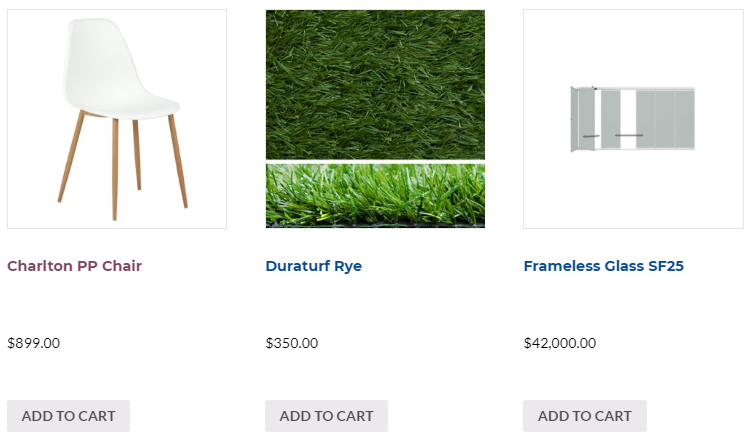 Charlton PP Chair
Duraturf Rye
Frameless Glass SF25
$899.00
$350.00
$42,000.00
ADD TO CART
ADD TO CART
ADD TO CART